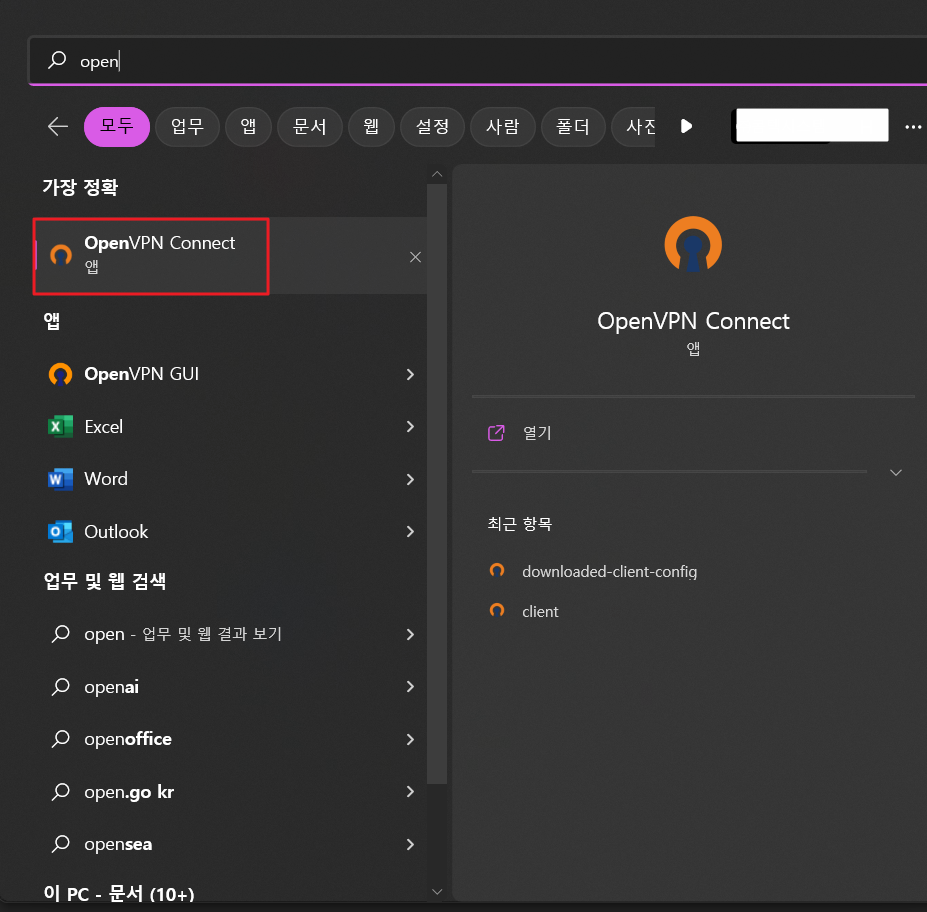 open
모두
업무
앱
문서
웹
설정
사람
폴더
가장 정확
OpenVPN Connect
앱
앱
OpenVPN GUI
Excel
Word
Outlook
업무 및 웹 검색
open - 업무 및 웹 결과 보기
openai
openoffice
open.go kr
opensea
이 PC - 문서 (10+)
OpenVPN Connect
앱
열기
최근 항목
downloaded-client-config
client